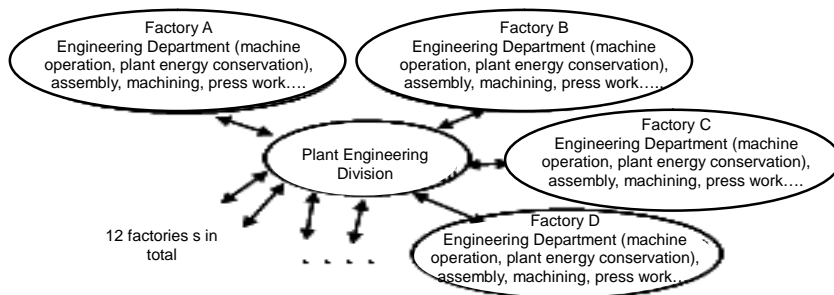 Factory A
Engineering Department (machine
operation, plant energy conservation),
assembly, machining, press work….
Factory B
Engineering Department (machine
operation, plant energy conservation),
assembly, machining, press work…..
Factory C
Engineering Department (machine
operation, plant energy conservation),
assembly, machining, press work….
Plant Engineering
Division
Factory D
Engineering Department (machine
operation, plant energy conservation),
assembly, machining, press work…
12 factories s in
total
. . . .